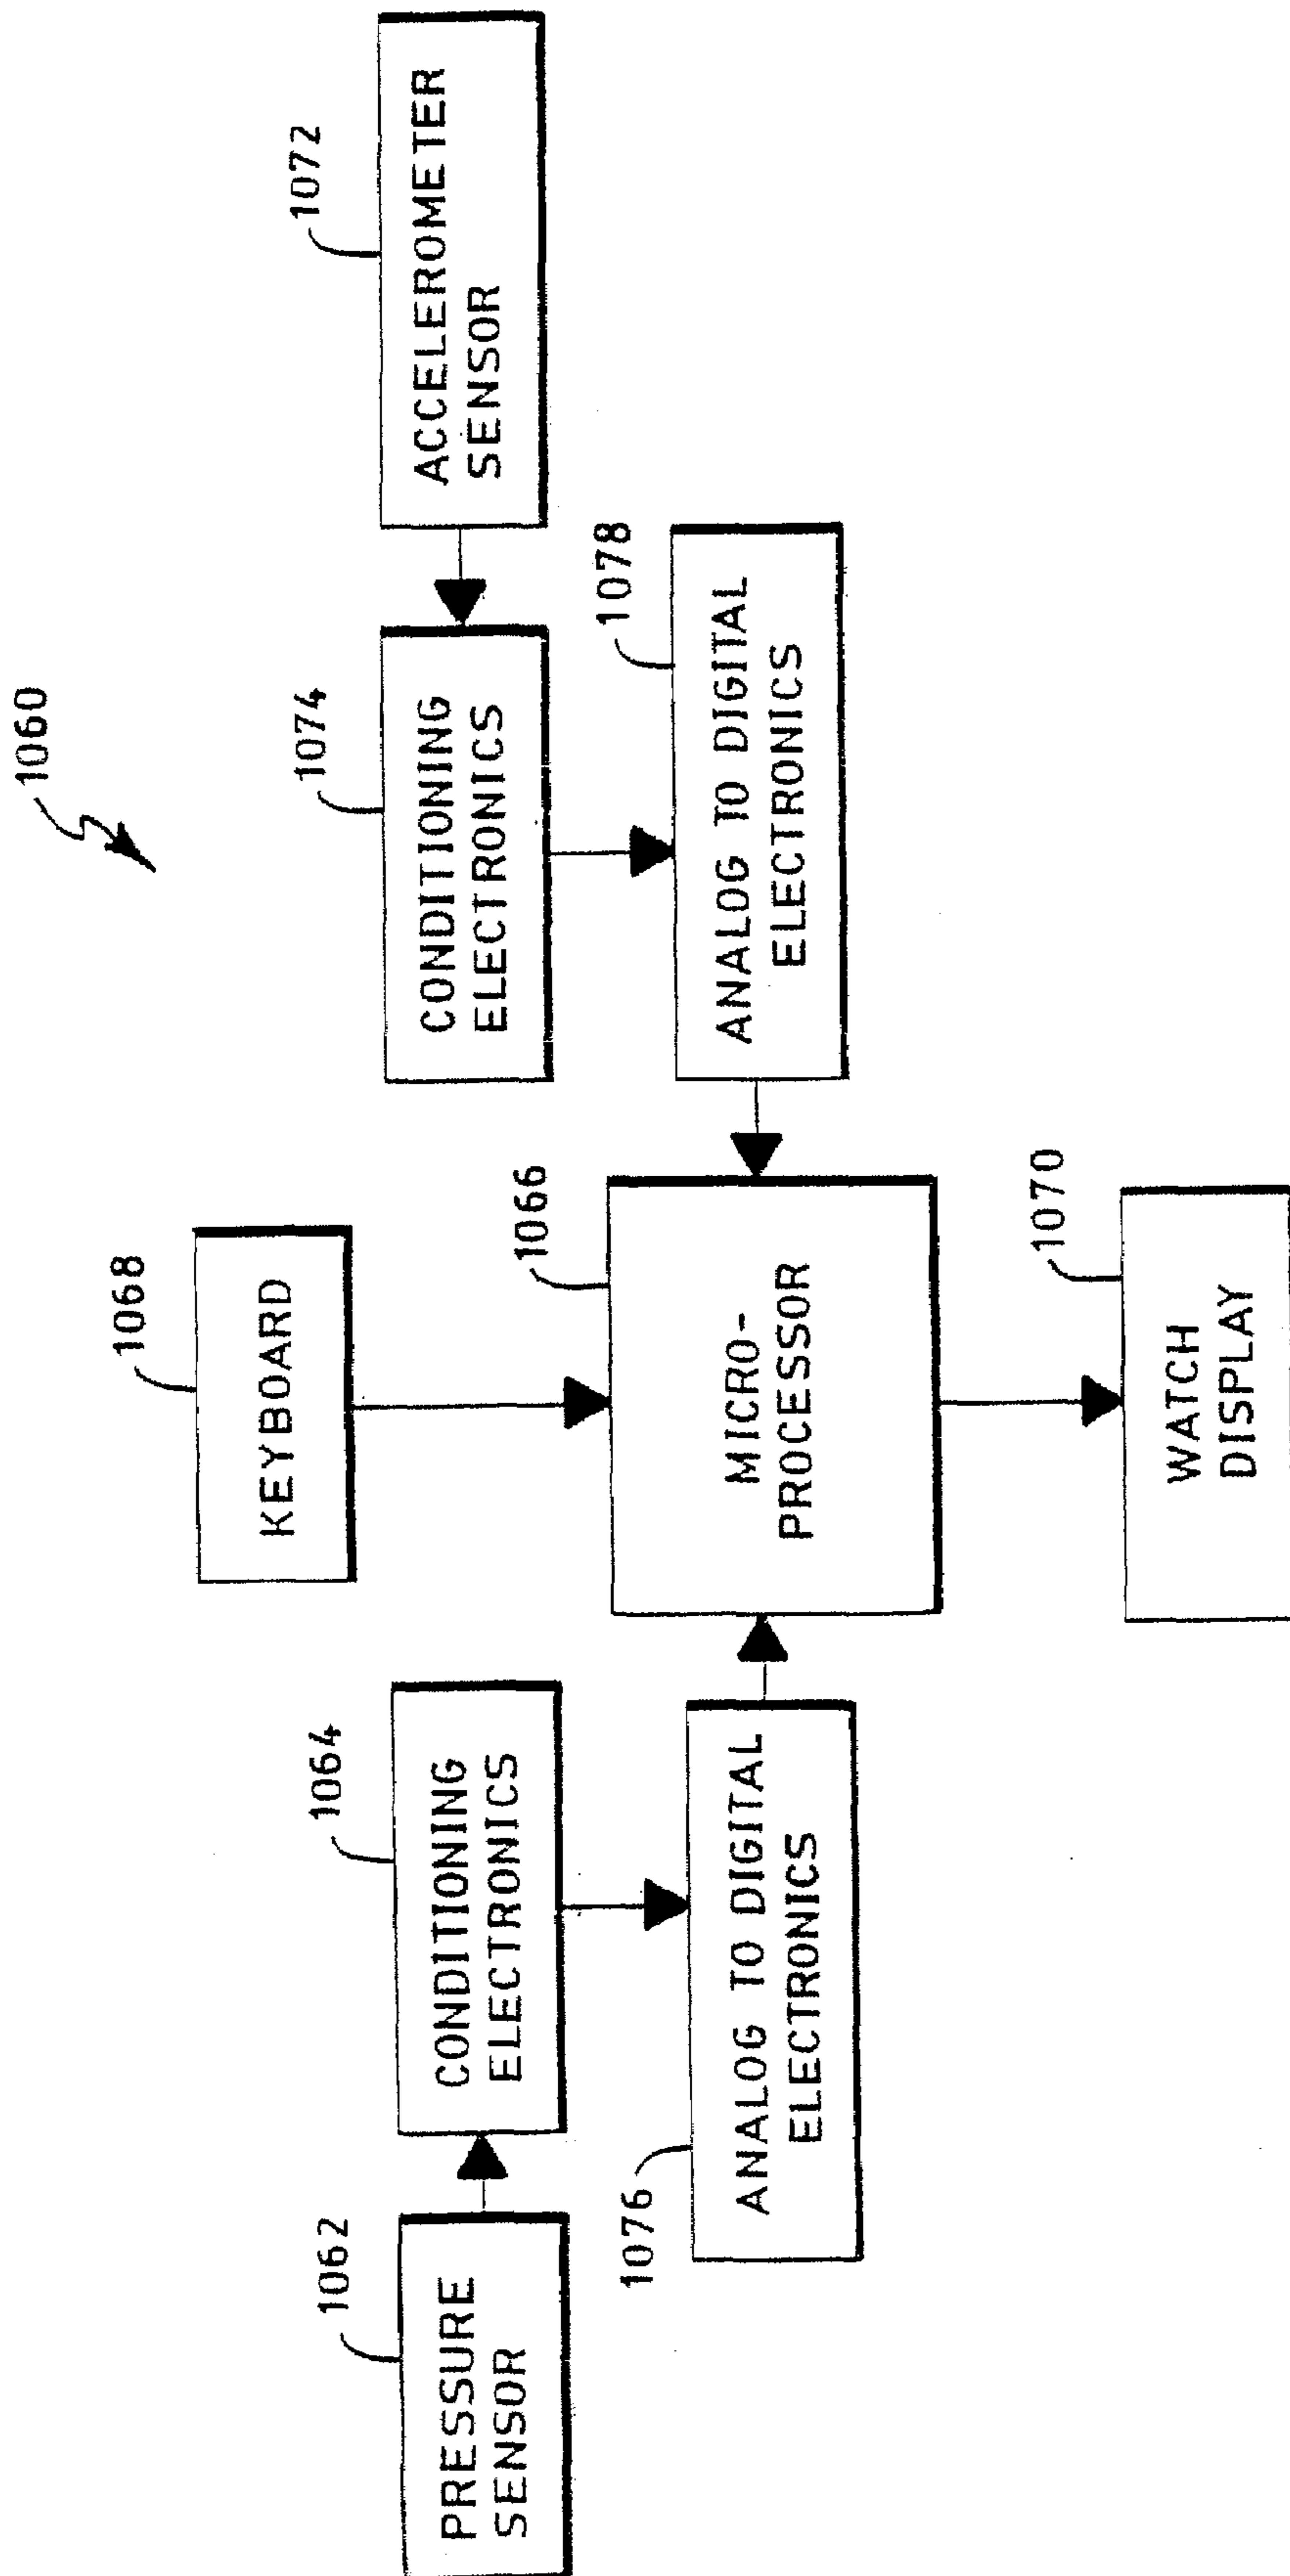 1060
1068
KEYBOARD
1062
PRESSURE
SENSOR
1064
CONDITIONING
ELECTRONICS
1074
CONDITIONING
ELECTRONICS
1072
ACCELEROMETER
SENSOR
1076
ANALOG TO DIGITAL
ELECTRONICS
1066
MICRO-
PROCESSOR
1078
ANALOG TO DIGITAL
ELECTRONICS
1070
WATCH
DISPLAY